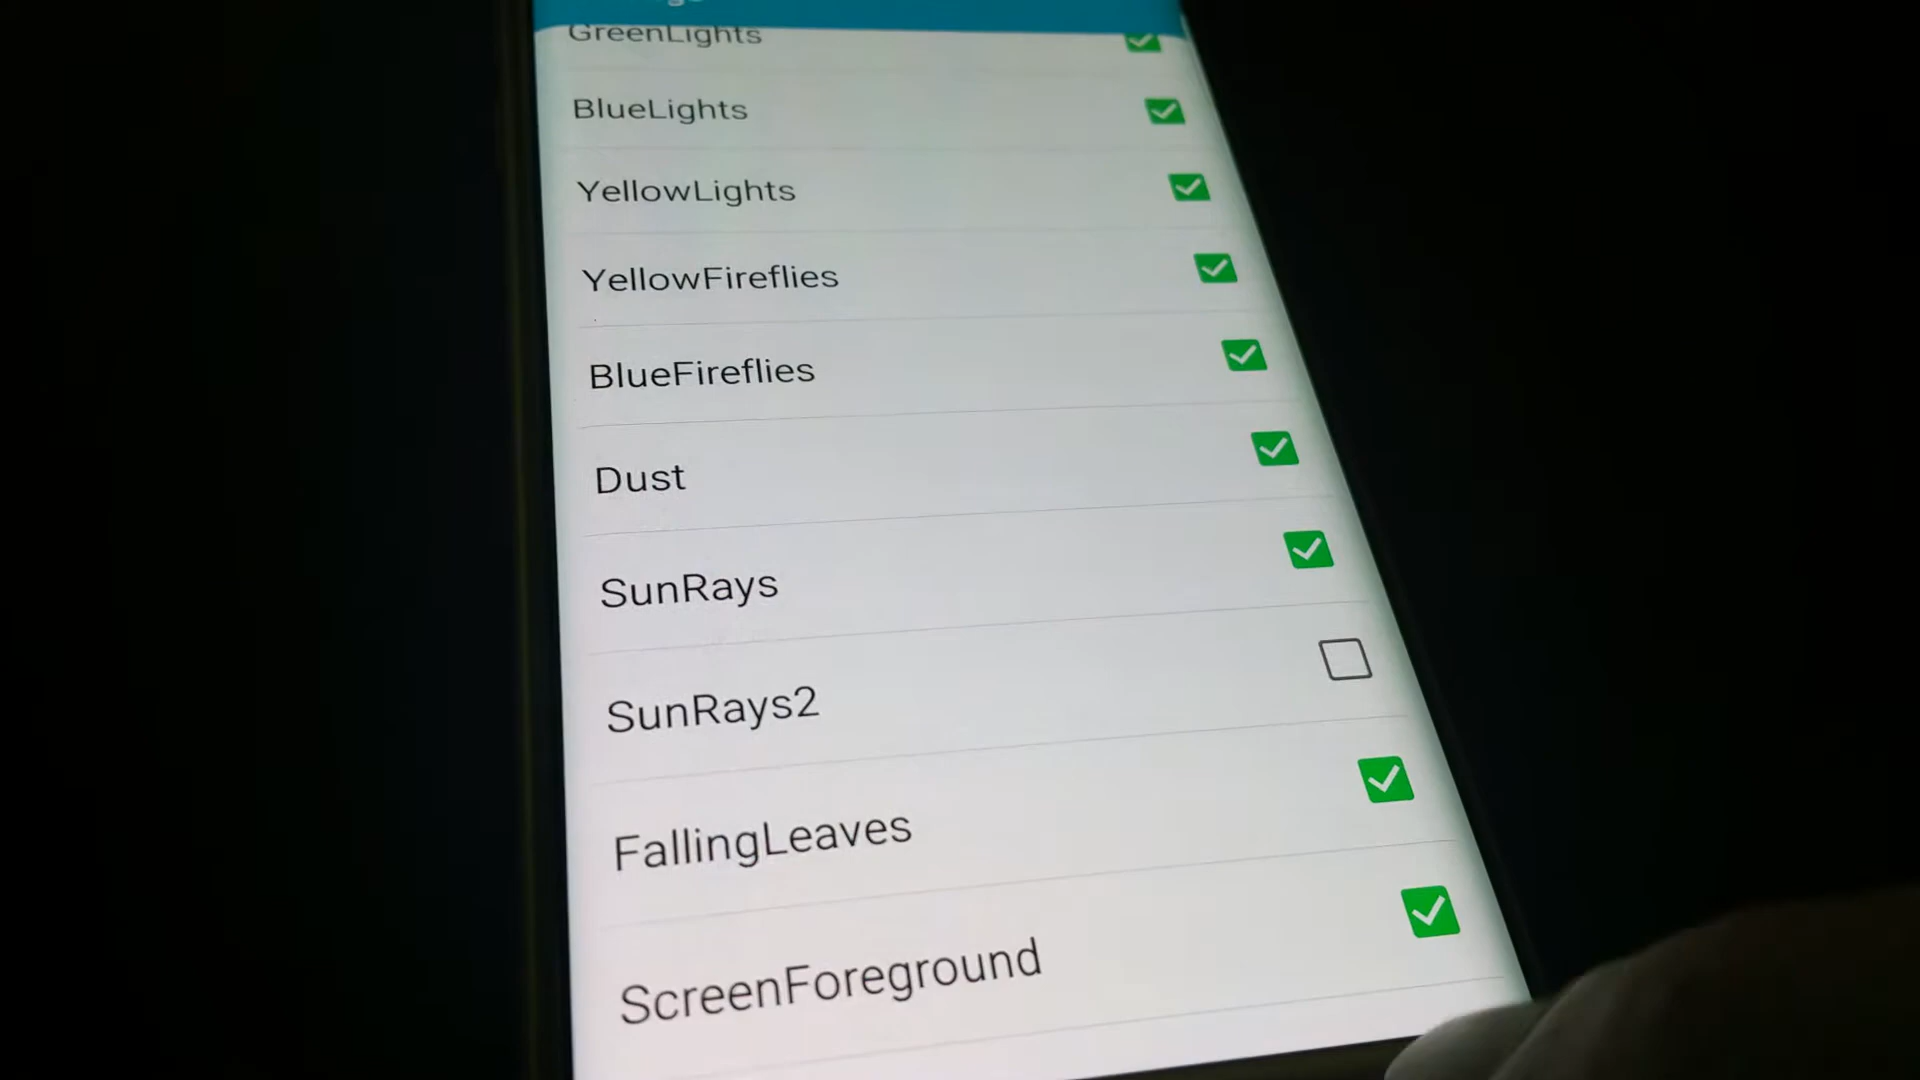 GreenLights
BlueLights
YellowLights
YellowFireflies
BlueFireflies
Dust
SunRays
SunRays2
FallingLeaves
ScreenForeground